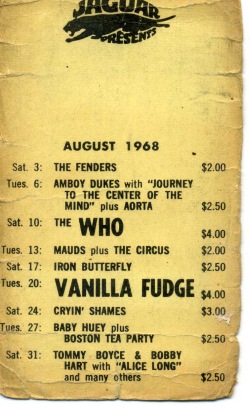 JAGUAR
PRESENTS
AUGUST 1968
Sat. 3: THE FENDERS $2.00
Tues. 6: AMBOY DUKES with "JOURNEY
TO THE CENTER OF THE
MIND" plus AORTA $2.50
Sat. 10: THE WHO $4.00
Tues. 13: MAUDS plus THE CIRCUS $2.00
Sat. 17: IRON BUTTERFLY $2.50
Tues. 20: VANILLA FUDGE $4.00
Sat. 24: CRYIN' SHAMES $3.00
Tues. 27: BABY HUEY plus
BOSTON TEA PARTY $2.50
Sat. 31: TOMMY BOYCE & BOBBY
HART with "ALICE LONG"
and many others $2.50